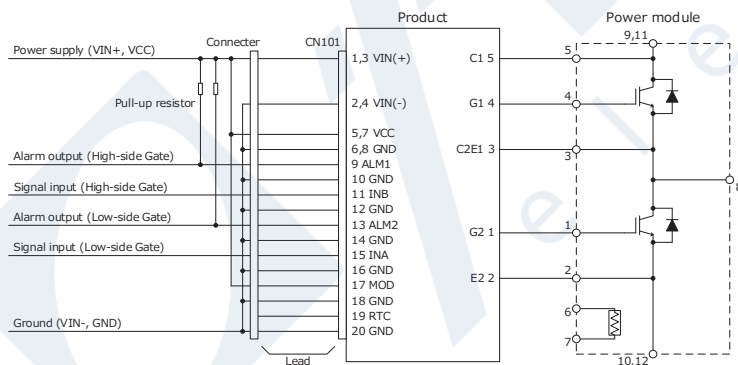 Product
Power module
Connecter
CN101
9,11
Power supply (VIN+, VCC)
1,3 VIN(+)
C1 5
5
Pull-up resistor
2,4 VIN(-)
G1 4
4
5,7 VCC
6,8 GND
C2E1 3
3
Alarm output (High-side Gate)
9 ALM1
10 GND
8
Signal input (High-side Gate)
11 INB
12 GND
Alarm output (Low-side Gate)
13 ALM2
14 GND
G2 1
1
Signal input (Low-side Gate)
15 INA
16 GND
E2 2
2
17 MOD
18 GND
6
19 RTC
Ground (VIN-, GND)
20 GND
7
Lead
10,12
e l e